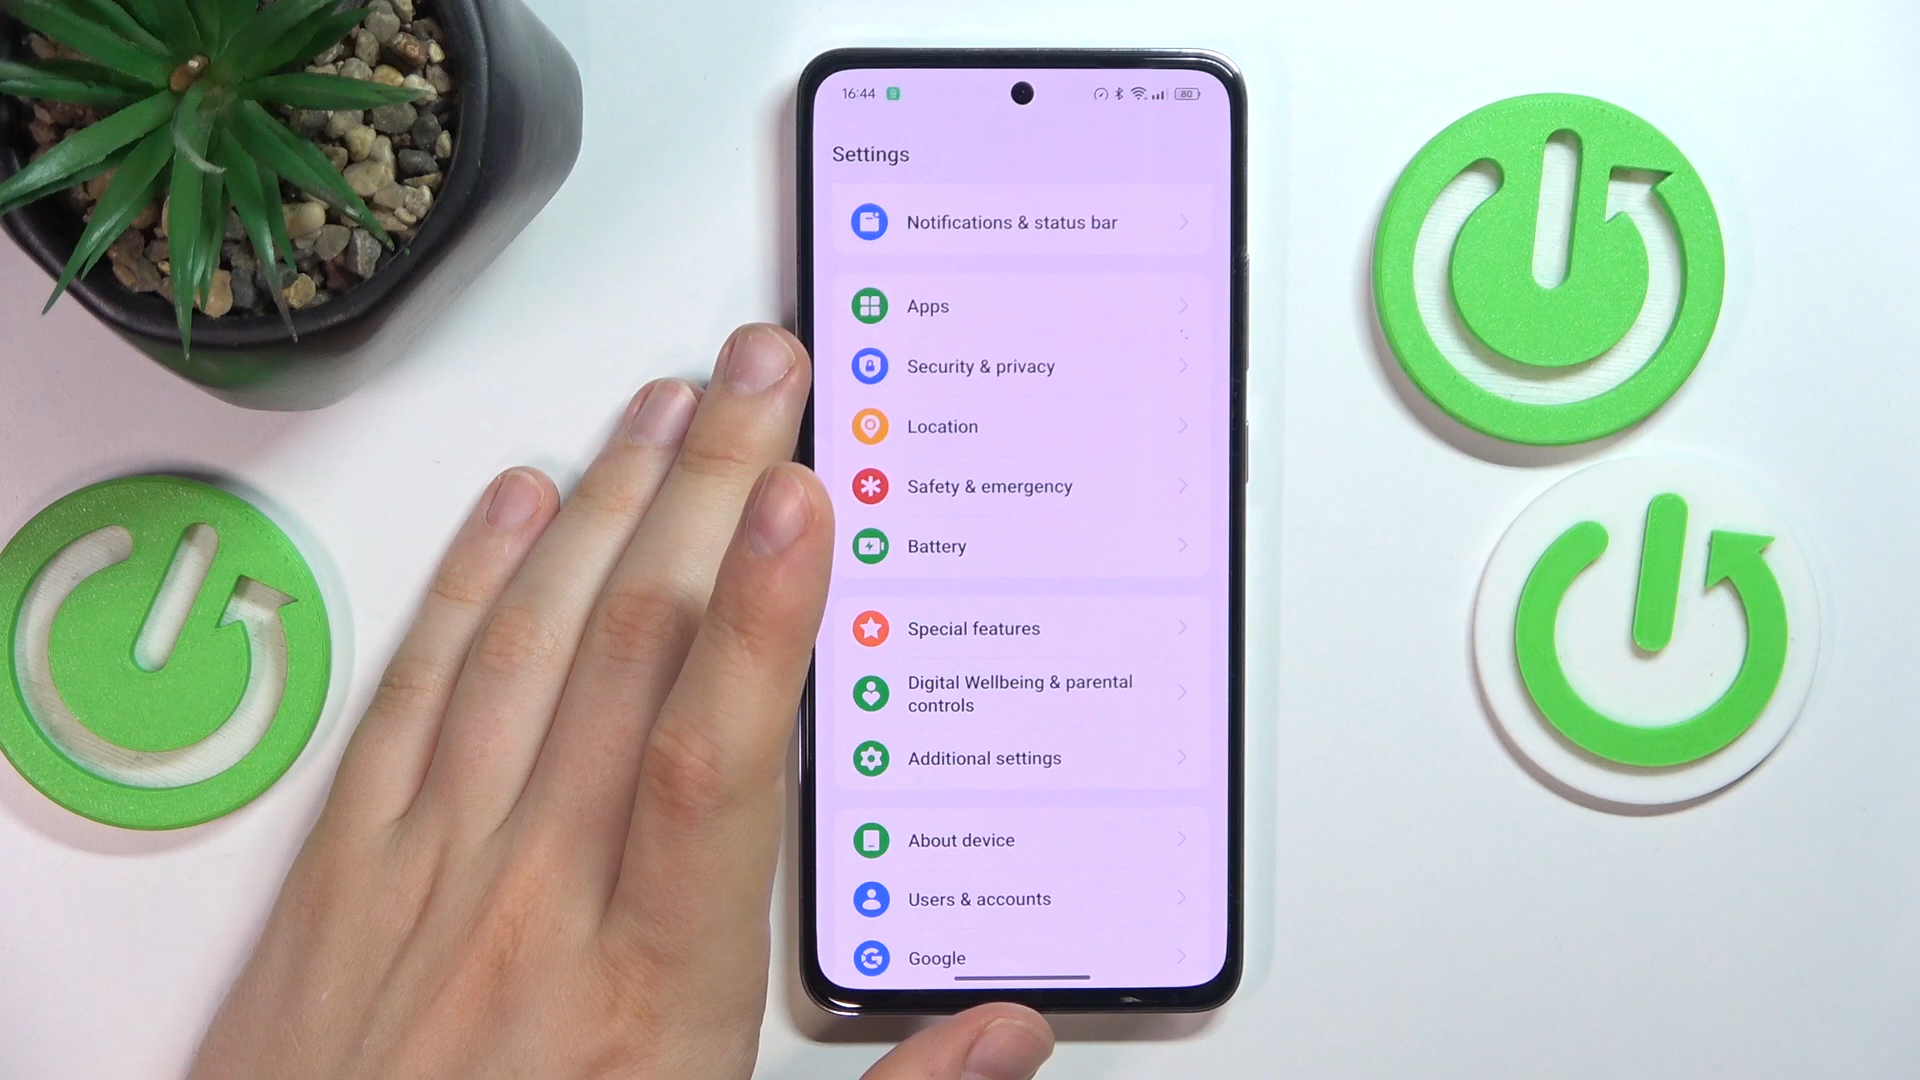 16:44 80
Settings
Notifications & status bar
Apps
Security & privacy
Location
Safety & emergency
Battery
Special features
Digital Wellbeing & parental
controls
Additional settings
About device
Users & accounts
Google